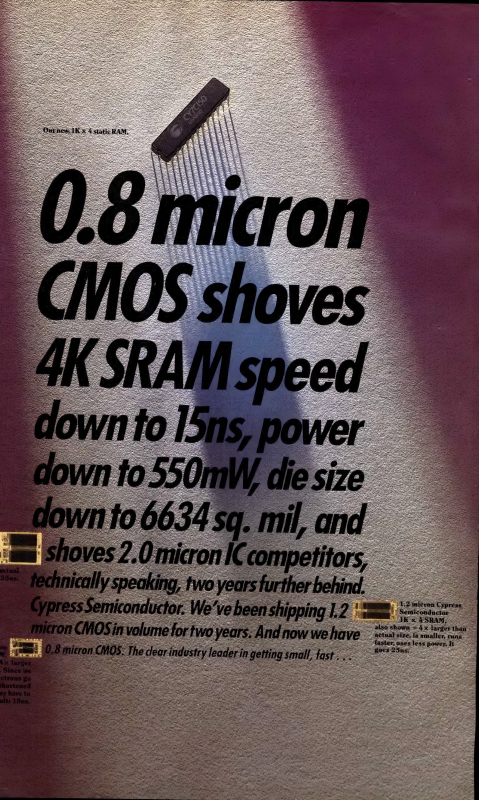 CYPRESS
Our new 1K × 4 static RAM.
0.8 micron
CMOS shoves
4K SRAM speed
down to 15ns, power
down to 550mW, die size
down to 6634 sq. mil, and
shoves 2.0 micron IC competitors,
technically speaking, two years further behind.
Cypress Semiconductor. We've been shipping 1.2
micron CMOS in volume for two years. And now we have
0.8 micron CMOS. The clear industry leader in getting small, fast . . .
1.2 micron Cypress
Semiconductor
1K × 4 SRAM,
also shown ≈ 4× larger than
actual size, is smaller, runs
faster, uses less power. It
goes 25ns.